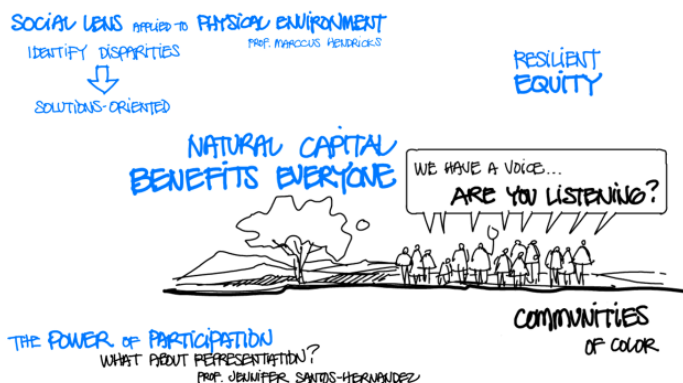 SOCIAL LENS APPLIED TO PHYSICAL ENVIRONMENT
PROF. MARCCUS HENDRICKS
IDENTIFY DISPARITIES
SOLUTIONS-ORIENTED
RESILIENT
EQUITY
NATURAL CAPITAL
BENEFITS EVERYONE
WE HAVE A VOICE...
ARE YOU LISTENING?
COMMUNITIES
OF COLOR
THE POWER OF PARTICIPATION
WHAT ABOUT REPRESENTATION?
PROF. JENNIFER SANTOS-HERNANDEZ